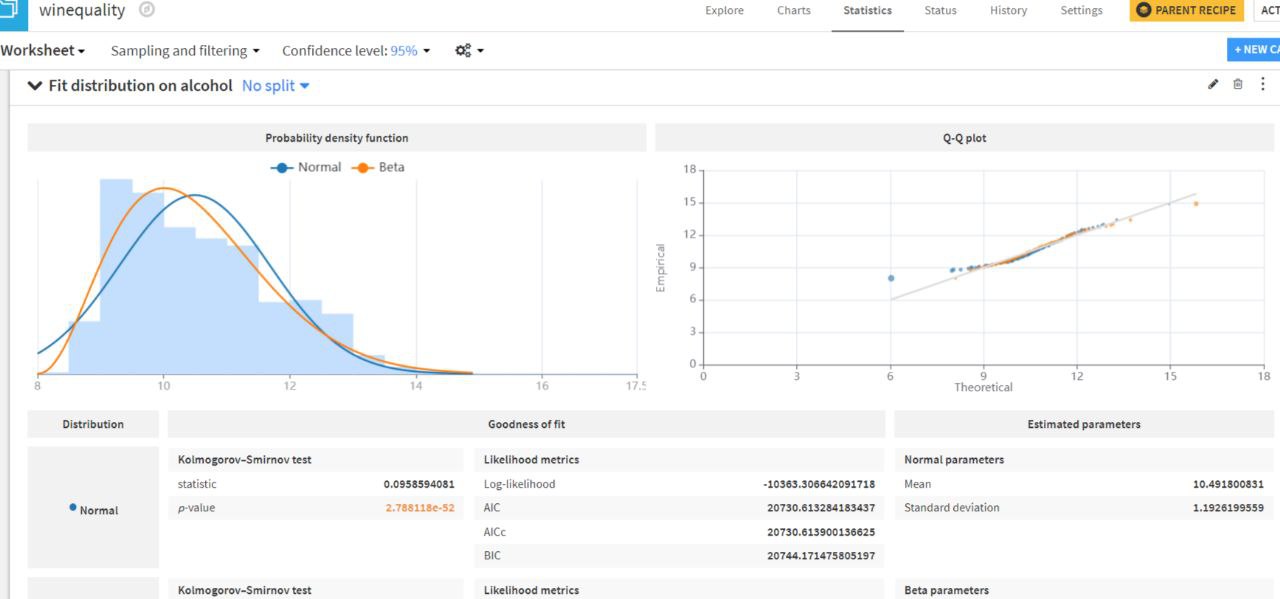 winequality
Explore Charts Statistics Status History Settings PARENT RECIPE ACT
Worksheet Sampling and filtering Confidence level: 95% + NEW CA
Fit distribution on alcohol No split
Probability density function
Normal Beta
8 10 12 14 16 17.5
Q-Q plot
18
15
12
9
6
3
0
Empirical
0 3 6 9 12 15 18
Theoretical
Distribution Goodness of fit Estimated parameters
Kolmogorov–Smirnov test Likelihood metrics Normal parameters
statistic 0.0958594081 Log-likelihood -10363.306642091718 Mean 10.491800831
p-value 2.788118e-52 AIC 20730.613284183437 Standard deviation 1.1926199559
Normal
AICc 20730.613900136625
BIC 20744.171475805197
Kolmogorov–Smirnov test Likelihood metrics Beta parameters